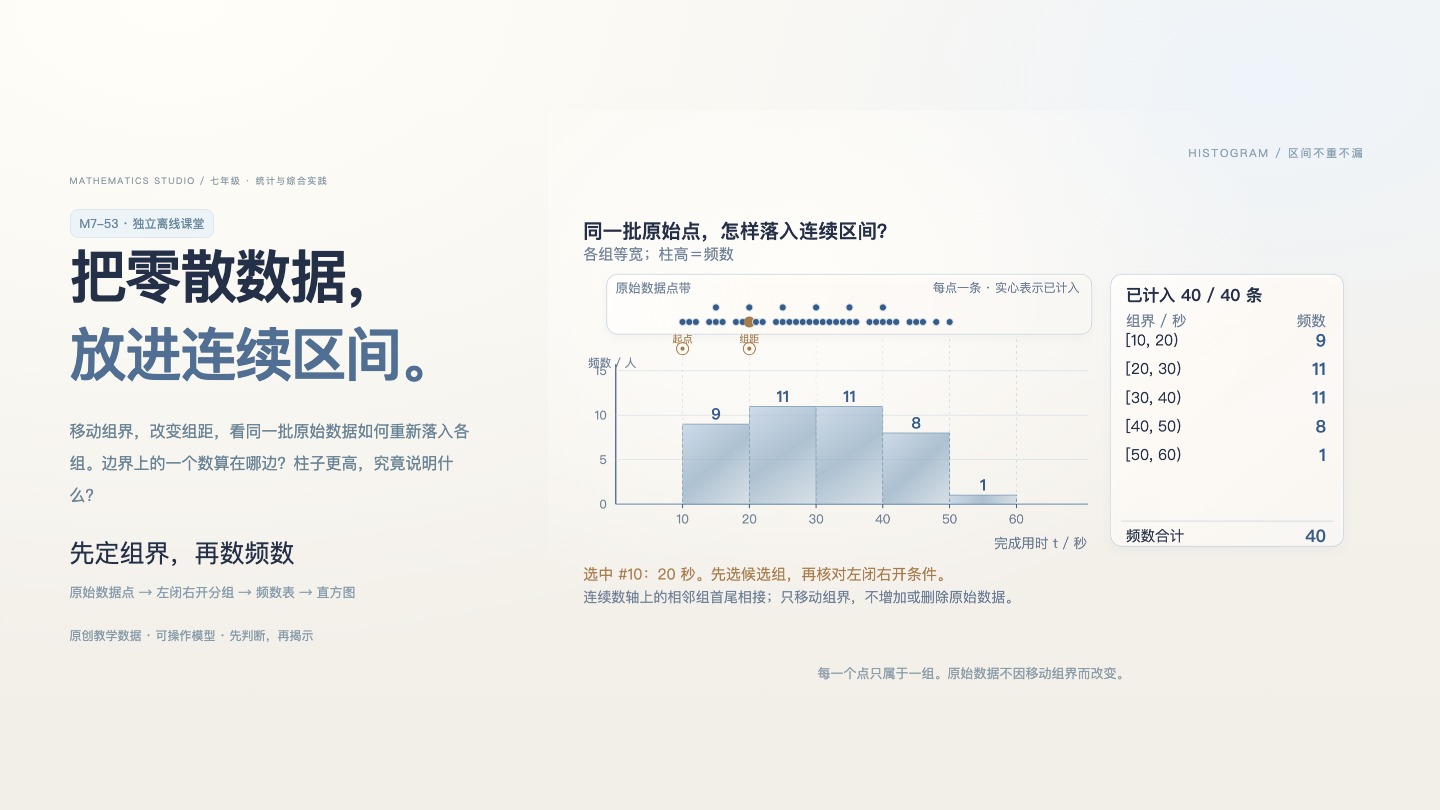 MATHEMATICS STUDIO / 七年级 · 统计与综合实践
M7–53 · 独立离线课堂
把零散数据，
放进连续区间。
移动组界，改变组距，看同一批原始数据如何重新落入各
组。边界上的一个数算在哪边？柱子更高，究竟说明什
么？
先定组界，再数频数
原始数据点 → 左闭右开分组 → 频数表 → 直方图
原创教学数据 · 可操作模型 · 先判断，再揭示
HISTOGRAM / 区间不重不漏
同一批原始点，怎样落入连续区间？
各组等宽；柱高＝频数
原始数据点带
每点一条 · 实心表示已计入
起点
组距
频数 / 人
15
10
5
0
9
11
11
8
1
10
20
30
40
50
60
完成用时 t / 秒
已计入 40 / 40 条
组界 / 秒 频数
[10, 20) 9
[20, 30) 11
[30, 40) 11
[40, 50) 8
[50, 60) 1
频数合计 40
选中 #10：20 秒。先选候选组，再核对左闭右开条件。
连续数轴上的相邻组首尾相接；只移动组界，不增加或删除原始数据。
每一个点只属于一组。原始数据不因移动组界而改变。